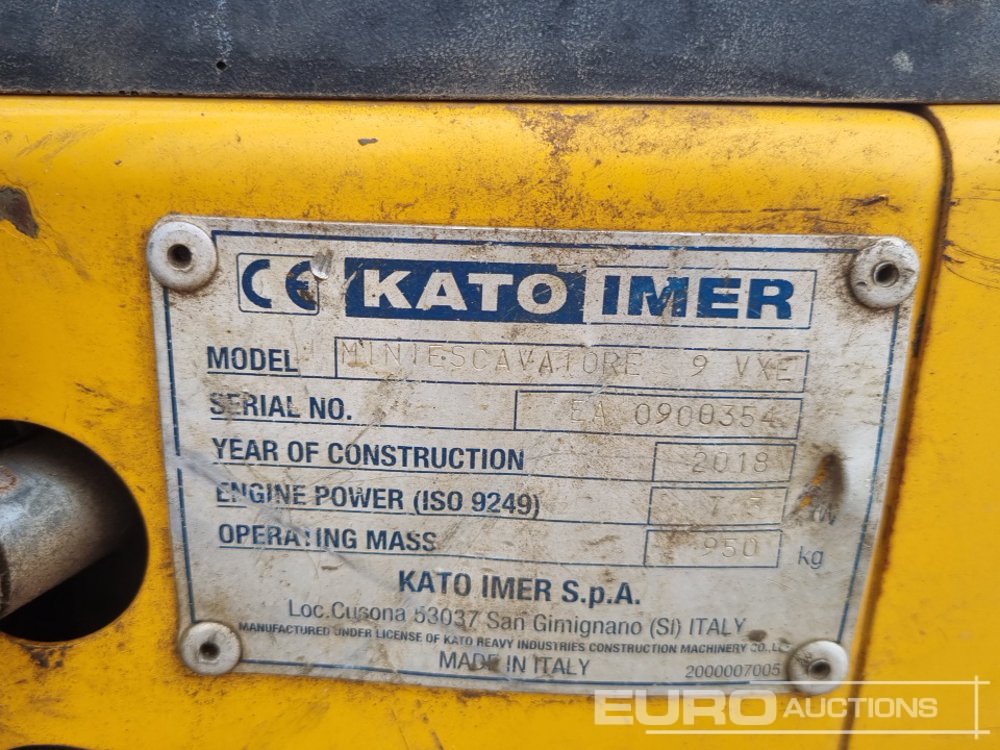 CE KATO IMER
MODEL MINIESCAVATORE 9 VXE
SERIAL NO. EA 0900354
YEAR OF CONSTRUCTION 2018
ENGINE POWER (ISO 9249) kW
OPERATING MASS 950 kg
KATO IMER S.p.A.
Loc.Cusona 53037 San Gimignano (SI) ITALY
MANUFACTURED UNDER LICENSE OF KATO HEAVY INDUSTRIES CONSTRUCTION MACHINERY CO.,
MADE IN ITALY 2000007005
EURO AUCTIONS